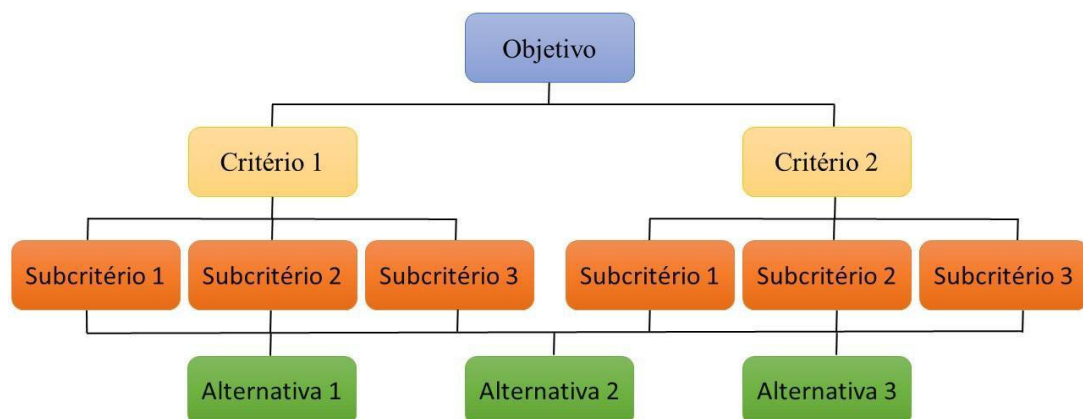 Objetivo
Critério 1
Critério 2
Subcritério 1
Subcritério 2
Subcritério 3
Subcritério 1
Subcritério 2
Subcritério 3
Alternativa 1
Alternativa 2
Alternativa 3